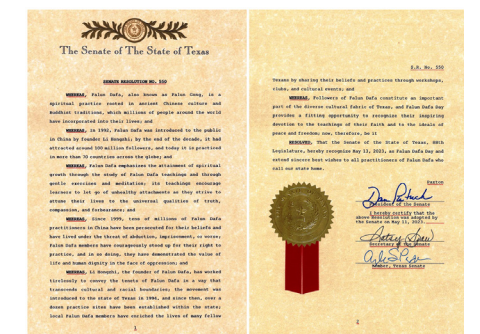 The Senate of The State of Texas
SENATE RESOLUTION NO. 550
WHEREAS, Falun Dafa, also known as Falun Gong, is a
spiritual practice rooted in ancient Chinese culture and
Buddhist traditions, which millions of people around the world
have incorporated into their lives; and
WHEREAS, in 1992, Falun Dafa was introduced to the public
in China by founder Li Hongzhi; by the end of the decade, it had
attracted around 100 million followers, and today it is practiced
in more than 70 countries across the globe; and
WHEREAS, Falun Dafa emphasizes the attainment of spiritual
growth through the study of Falun Dafa teachings and through
gentle exercises and meditation; its teachings encourage
learners to let go of unhealthy attachments as they strive to
attune their lives to the universal qualities of truth,
compassion, and forbearance; and
WHEREAS, Since 1999, tens of millions of Falun Dafa
practitioners in China have been persecuted for their beliefs and
have lived under the threat of abduction, imprisonment, or worse;
Falun Dafa members have courageously stood up for their right to
practice, and in so doing, they have demonstrated the value of
life and human dignity in the face of oppression; and
WHEREAS, Li Hongzhi, the founder of Falun Dafa, has worked
tirelessly to convey the tenets of Falun Dafa in a way that
transcends cultural and social boundaries; the movement was
introduced to the state of Texas in 1996, and since then, over a
dozen practice sites have been established within the state;
local Falun Dafa members have enriched the lives of many fellow
1
S.R. No. 550
Texans by sharing their beliefs and practices through workshops,
clubs, and cultural events; and
WHEREAS, Followers of Falun Dafa constitute an important
part of the diverse cultural fabric of Texas, and Falun Dafa Day
provides a fitting opportunity to recognize their inspiring
devotion to the teachings of their faith and to the ideals of
peace and freedom; now, therefore, be it
RESOLVED, That the Senate of the State of Texas, 88th
Legislature, hereby recognize May 13, 2023, as Falun Dafa Day and
extend sincere best wishes to all practitioners of Falun Dafa who
call our state home.
Paxton
Dan Patrick
President of the Senate
I hereby certify that the
above Resolution was adopted by
the Senate on May 11, 2023.
Patsy Spaw
Secretary of the Senate
Member, Texas Senate
2